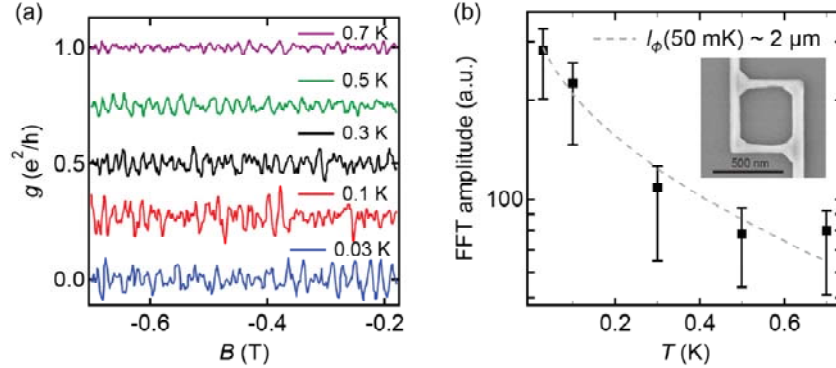 (a)
g (e²/h)
1.0
0.5
0.0
0.7 K
0.5 K
0.3 K
0.1 K
0.03 K
-0.6
-0.4
-0.2
B (T)
(b)
FFT amplitude (a.u.)
100
lϕ(50 mK) ~ 2 µm
500 nm
0.2
0.4
0.6
T (K)